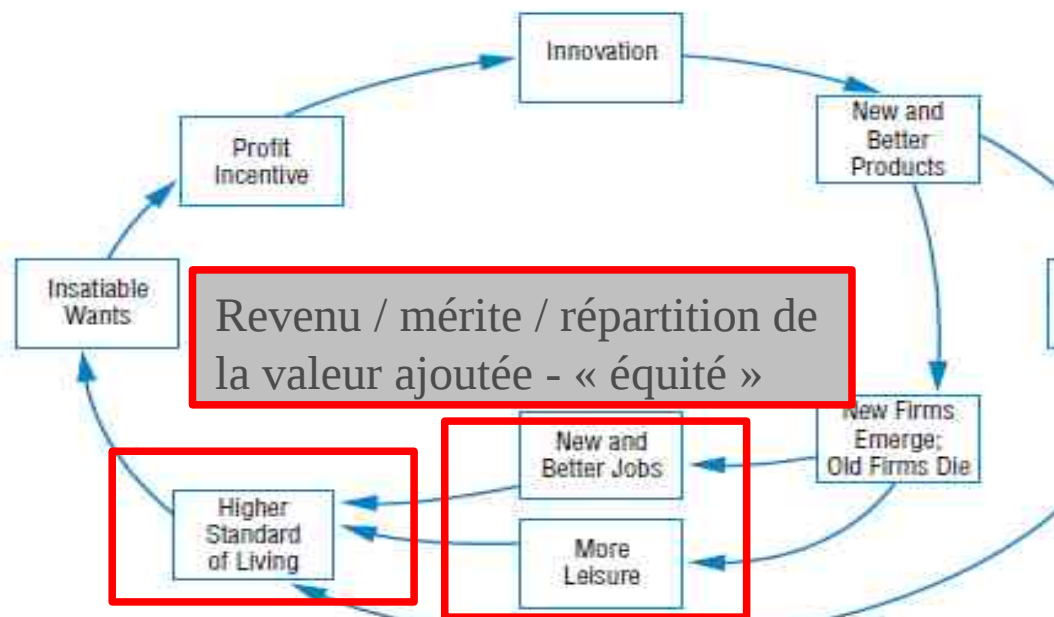 Innovation
New and
Better
Products
Profit
Incentive
Insatiable
Wants
Revenu / mérite / répartition de
la valeur ajoutée - « équité »
New Firms
Emerge;
Old Firms Die
New and
Better Jobs
Higher
Standard
of Living
More
Leisure